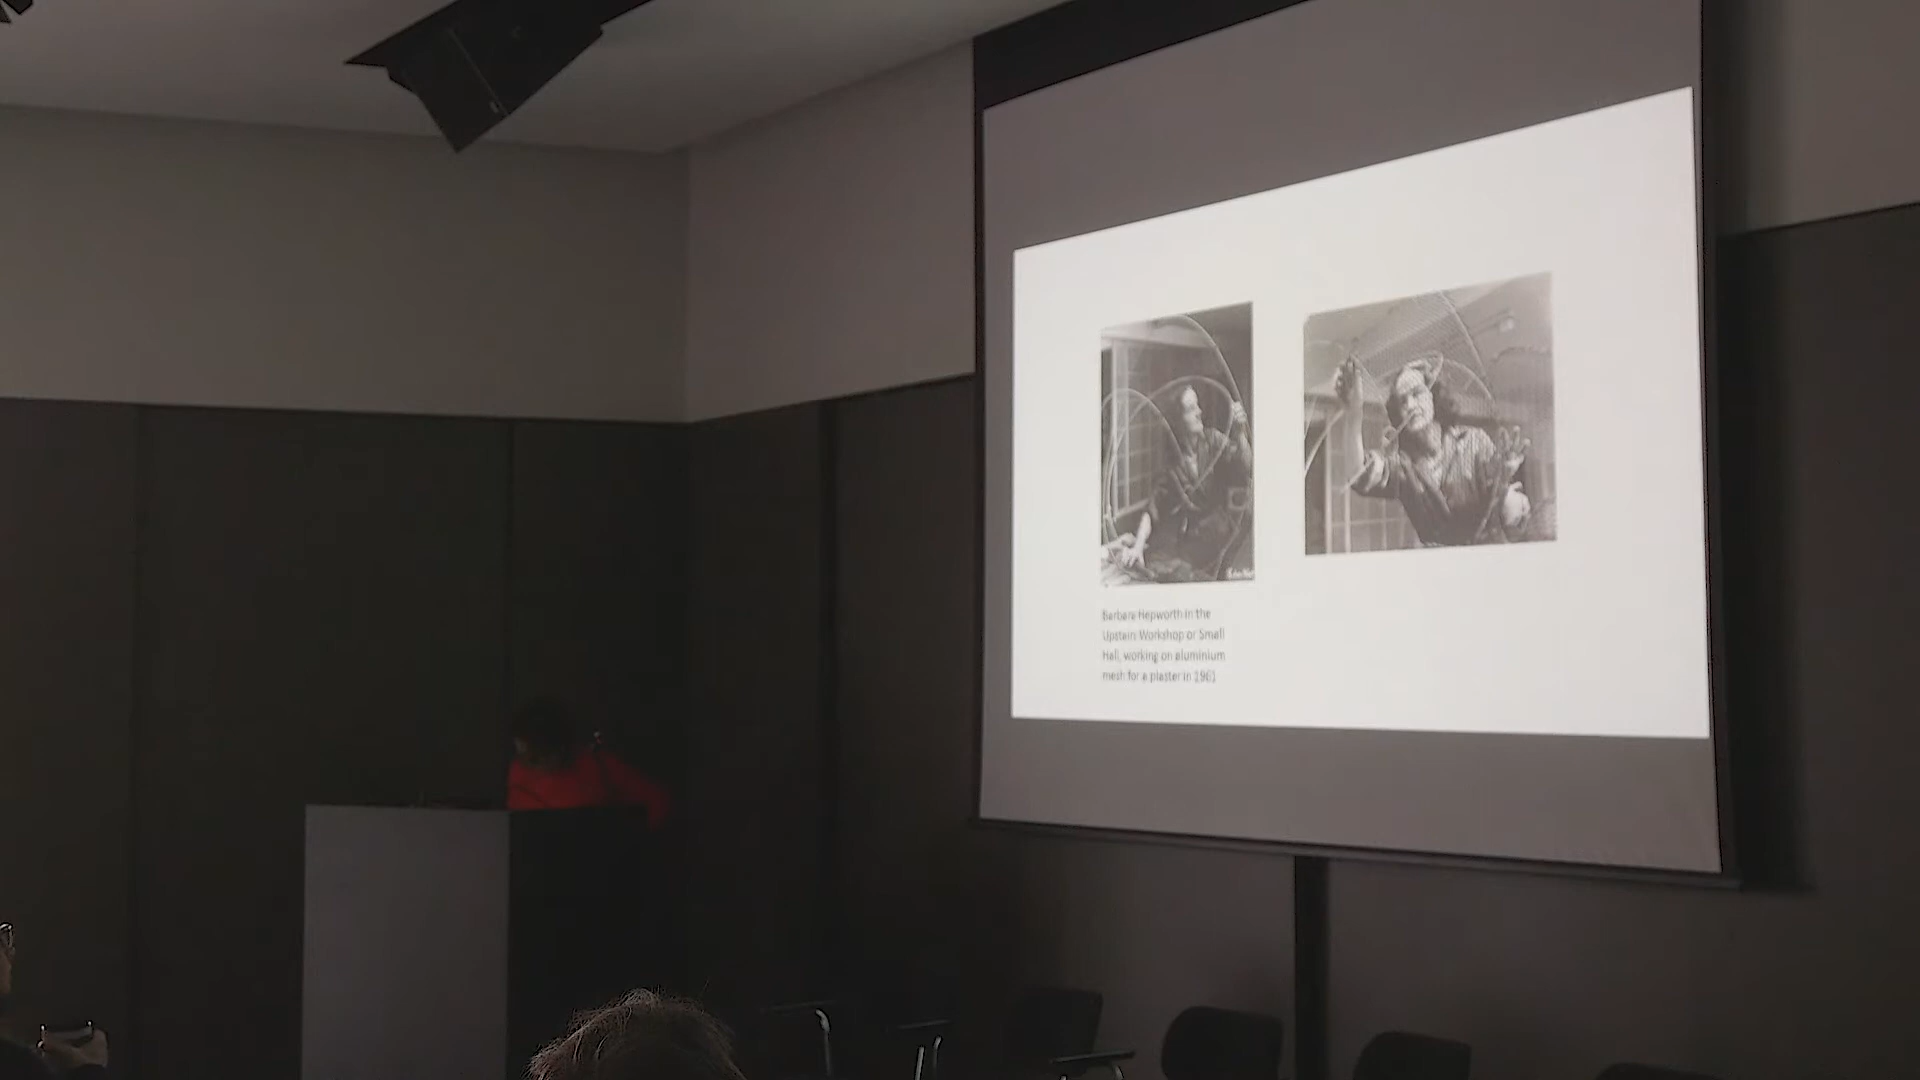 Barbara Hepworth in the
Upstairs Workshop or Small
Hall, working on aluminium
mesh for a plaster in 1961